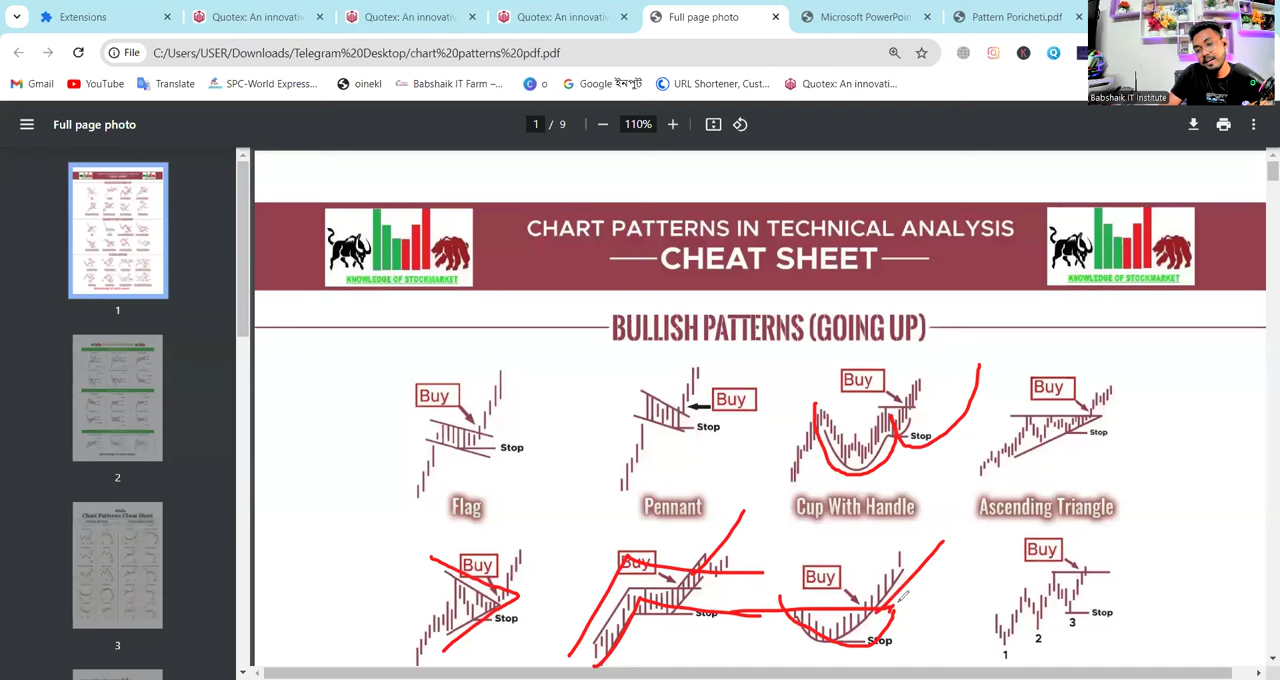 Extensions
Quotex: An innovativ
Quotex: An innovativ
Quotex: An innovativ
Full page photo
Microsoft PowerPoin
Pattern Poricheti.pdf
File
C:/Users/USER/Downloads/Telegram%20Desktop/chart%20pattern%20pdf.pdf
Gmail
YouTube
Translate
SPC-World Express...
oineks
Babshaik IT Farm –...
o
Google ইনপুট
URL Shortener, Cust...
Quotex: An innovati...
Babshaik IT Institute
Full page photo
1 / 9
110%
1
2
3
CHART PATTERNS IN TECHNICAL ANALYSIS
CHEAT SHEET
KNOWLEDGE OF STOCKMARKET
KNOWLEDGE OF STOCKMARKET
BULLISH PATTERNS (GOING UP)
Buy
Stop
Flag
Buy
Stop
Pennant
Buy
Stop
Cup With Handle
Buy
Stop
Ascending Triangle
Buy
Stop
Buy
Stop
Buy
Stop
Buy
Stop
1
2
3